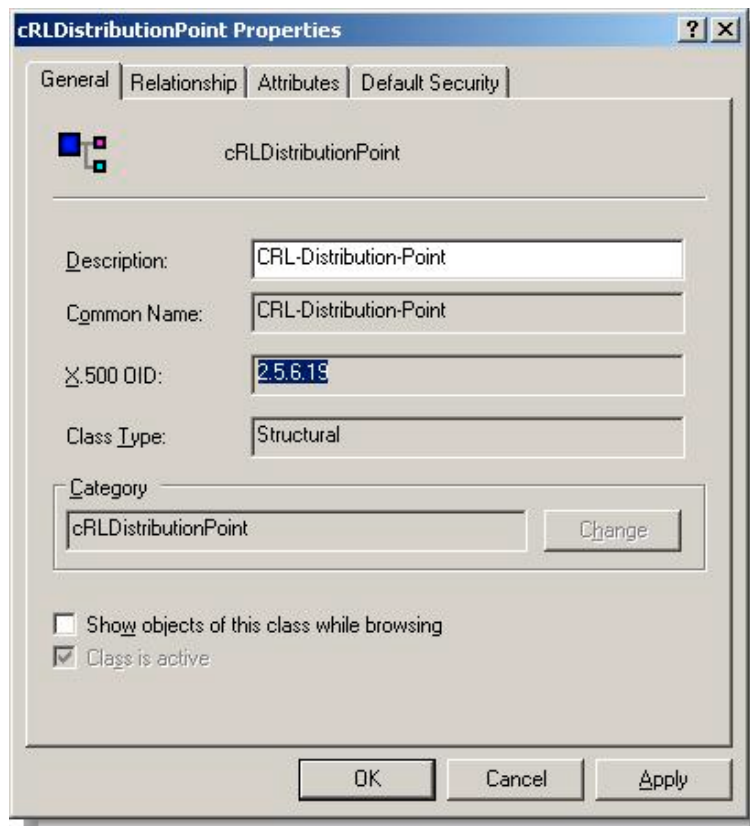 cRLDistributionPoint Properties
General Relationship Attributes Default Security
cRLDistributionPoint
Description: CRL-Distribution-Point
Common Name: CRL-Distribution-Point
X.500 OID: 2.5.6.19
Class Type: Structural
Category
cRLDistributionPoint Change
Show objects of this class while browsing
Class is active
OK Cancel Apply